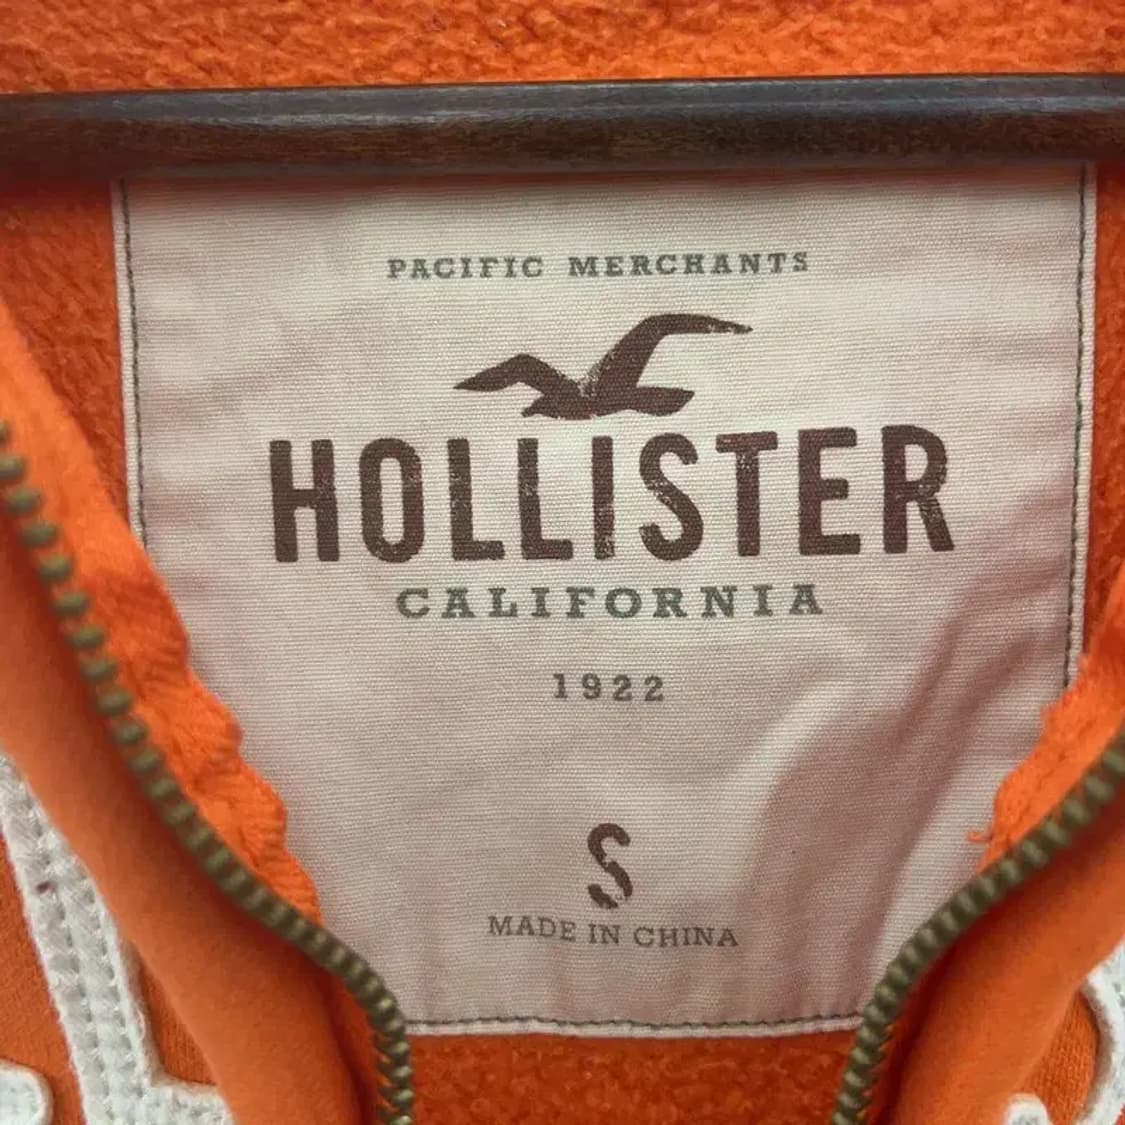 PACIFIC MERCHANTS
HOLLISTER
CALIFORNIA
1922
S
MADE IN CHINA